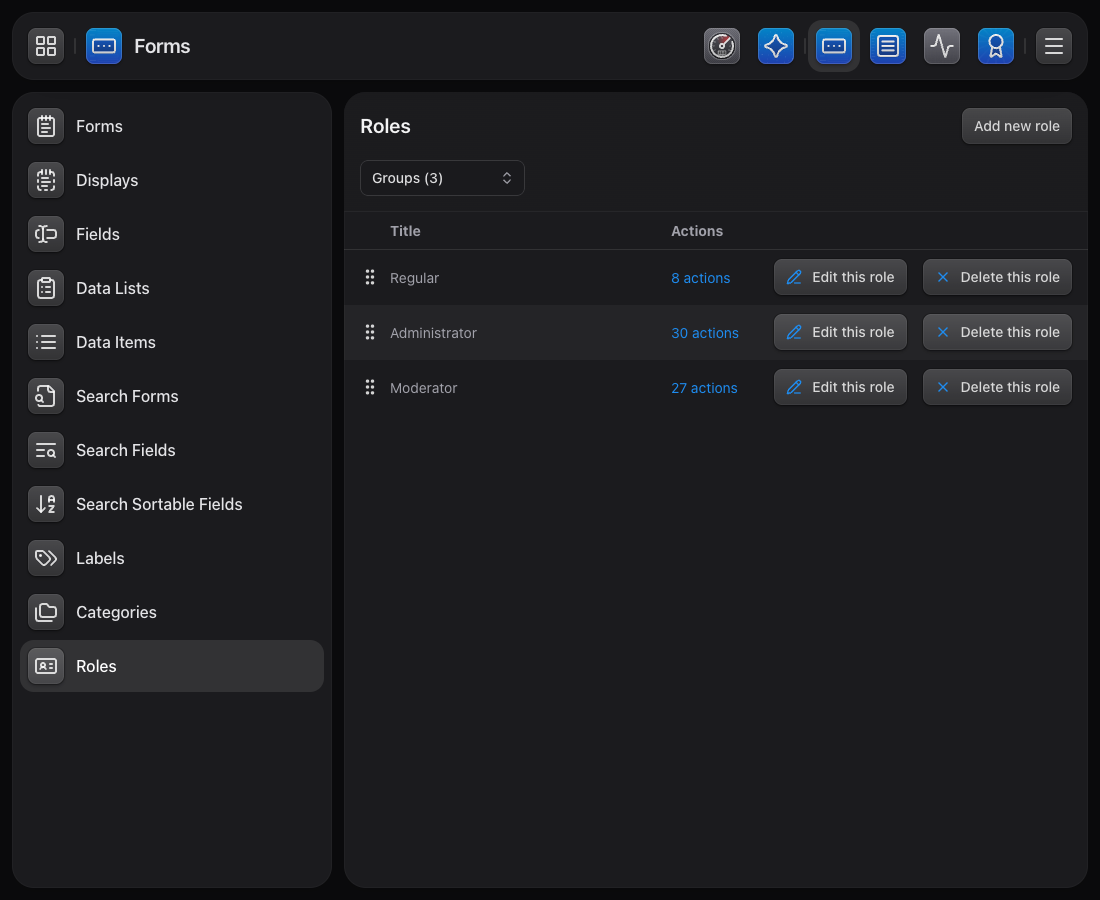 Forms
Forms
Displays
Fields
Data Lists
Data Items
Search Forms
Search Fields
Search Sortable Fields
Labels
Categories
Roles
Roles
Add new role
Groups (3)
Title Actions
Regular 8 actions Edit this role Delete this role
Administrator 30 actions Edit this role Delete this role
Moderator 27 actions Edit this role Delete this role